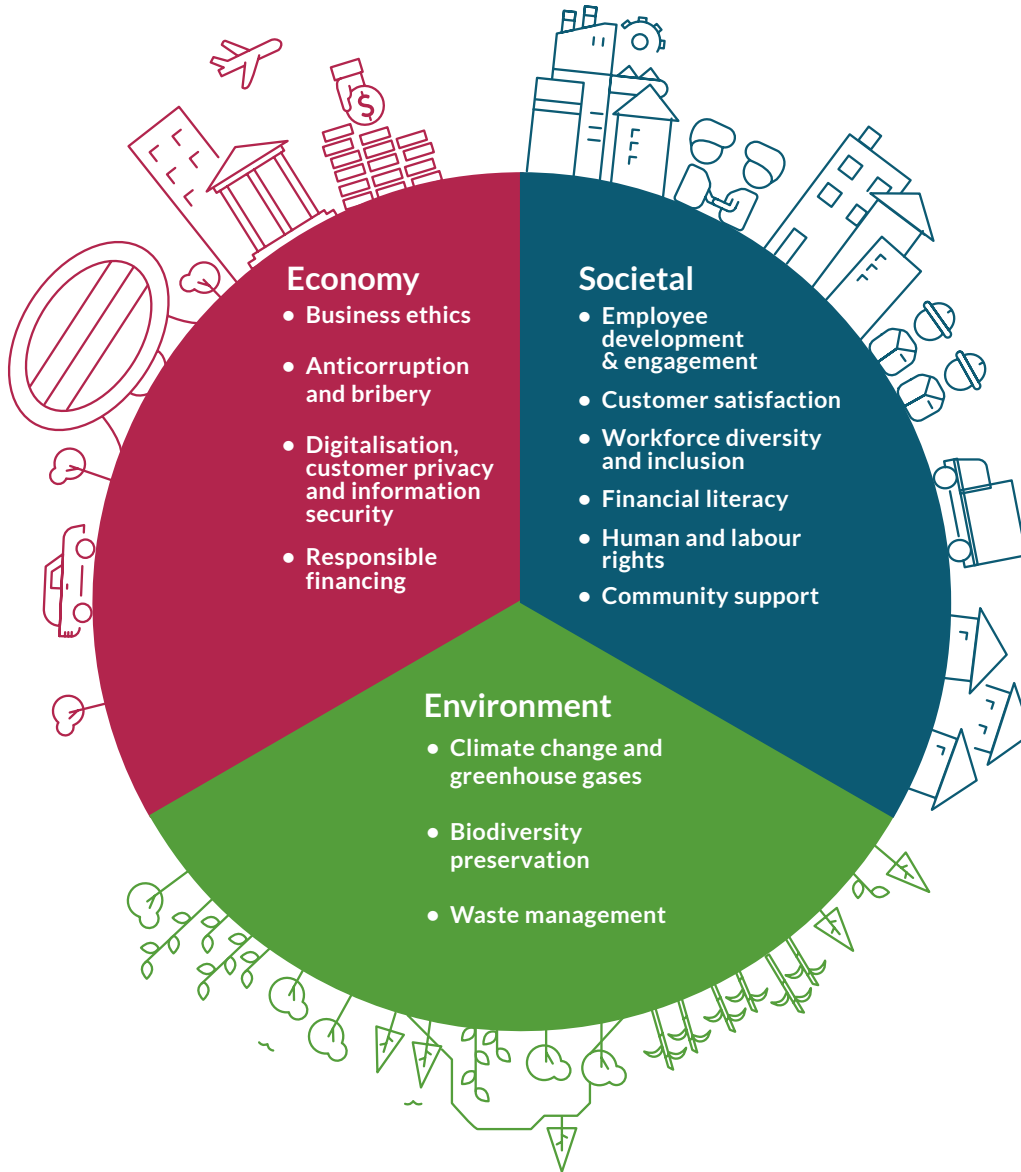 Economy
• Business ethics
• Anticorruption
and bribery
• Digitalisation,
customer privacy
and information
security
• Responsible
financing
Societal
• Employee
development
& engagement
• Customer satisfaction
• Workforce diversity
and inclusion
• Financial literacy
• Human and labour
rights
• Community support
Environment
• Climate change and
greenhouse gases
• Biodiversity
preservation
• Waste management
$